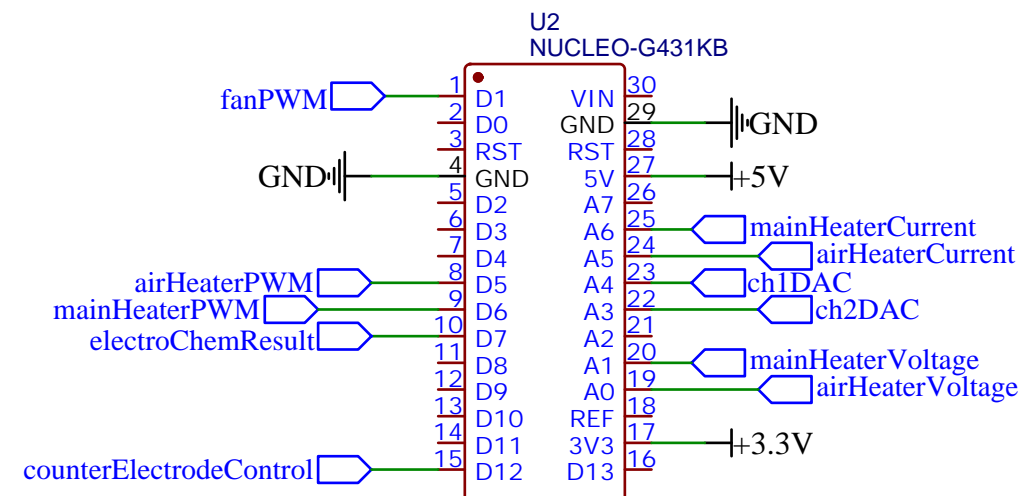 U2
NUCLEO-G431KB
fanPWM 1 D1 VIN 30
2 D0 GND 29 GND
3 RST RST 28
GND 4 GND 5V 27 +5V
5 D2 A7 26
6 D3 A6 25 mainHeaterCurrent
7 D4 A5 24 airHeaterCurrent
airHeaterPWM 8 D5 A4 23 ch1DAC
mainHeaterPWM 9 D6 A3 22 ch2DAC
electroChemResult 10 D7 A2 21
11 D8 A1 20 mainHeaterVoltage
12 D9 A0 19 airHeaterVoltage
13 D10 REF 18
14 D11 3V3 17 +3.3V
counterElectrodeControl 15 D12 D13 16